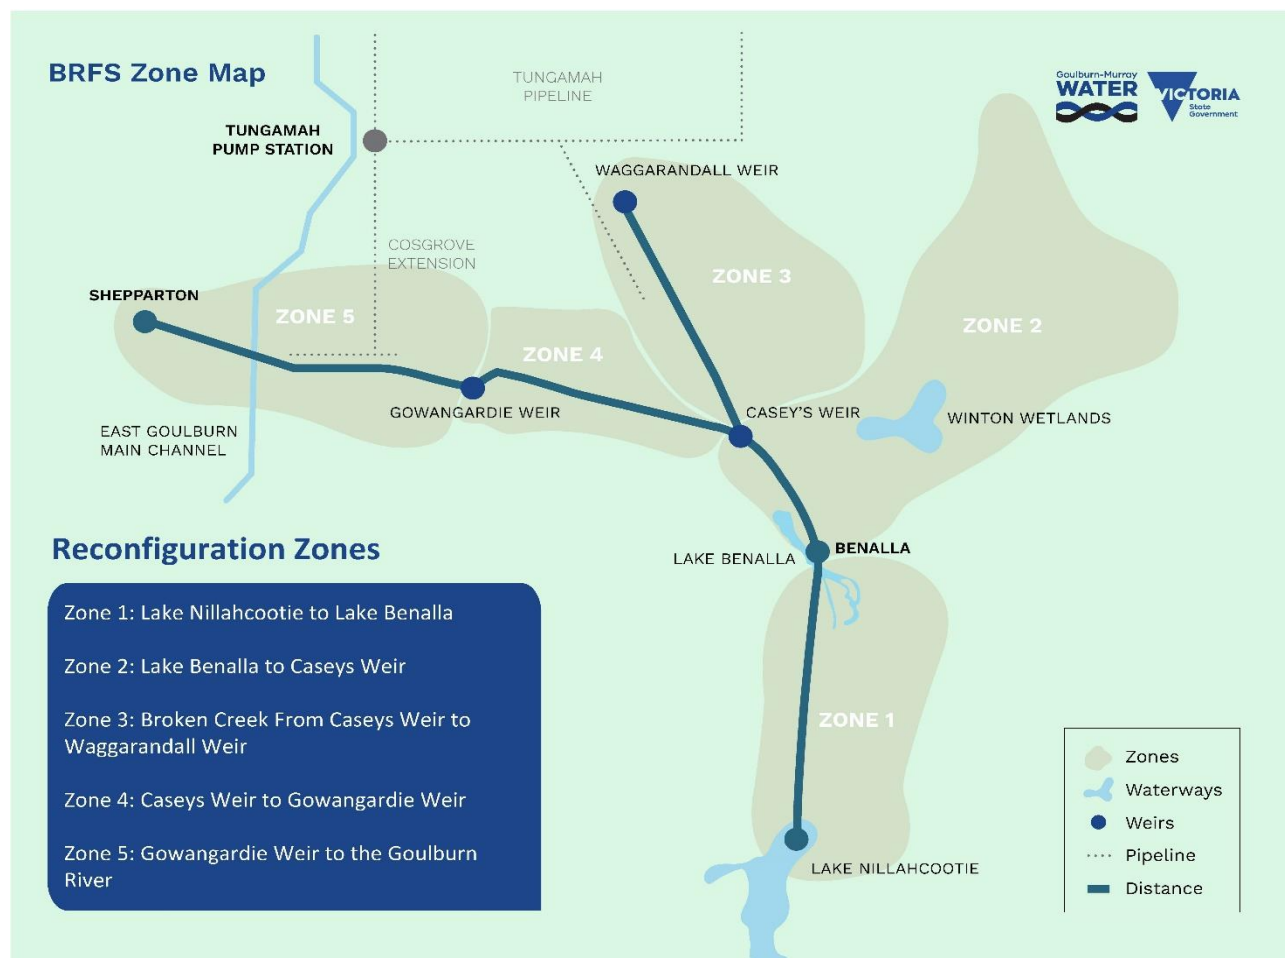 BRFS Zone Map
TUNGAMAH
PIPELINE
Goulburn-Murray
WATER
VICTORIA
State
Government
TUNGAMAH
PUMP STATION
WAGGARANDALL WEIR
COSGROVE
EXTENSION
SHEPPARTON
ZONE 5
ZONE 4
ZONE 3
ZONE 2
GOWANGARDIE WEIR
CASEY'S WEIR
WINTON WETLANDS
EAST GOULBURN
MAIN CHANNEL
LAKE BENALLA
BENALLA
ZONE 1
LAKE NILLAHCOOTIE
Reconfiguration Zones
Zone 1: Lake Nillahcootie to Lake Benalla
Zone 2: Lake Benalla to Caseys Weir
Zone 3: Broken Creek From Caseys Weir to
Waggarandall Weir
Zone 4: Caseys Weir to Gowangardie Weir
Zone 5: Gowangardie Weir to the Goulburn
River
Zones
Waterways
Weirs
Pipeline
Distance